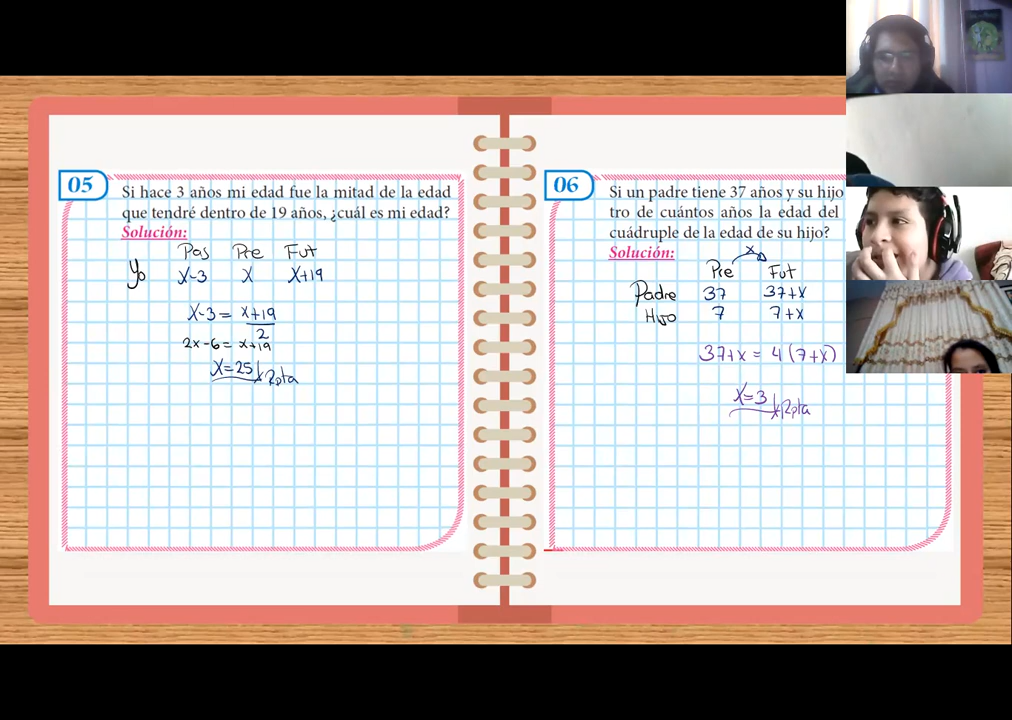 05
Si hace 3 años mi edad fue la mitad de la edad
que tendré dentro de 19 años, ¿cuál es mi edad?
Solución:
Pas Pre Fut
Yo X-3 X X+19
X-3 = x+19/2
2x-6 = x+19
X=25 Rpta
06
Si un padre tiene 37 años y su hijo
tro de cuántos años la edad del
cuádruple de la edad de su hijo?
Solución:
x
Pre Fut
Padre 37 37+x
Hijo 7 7+x
37+x = 4(7+x)
X=3 Rpta